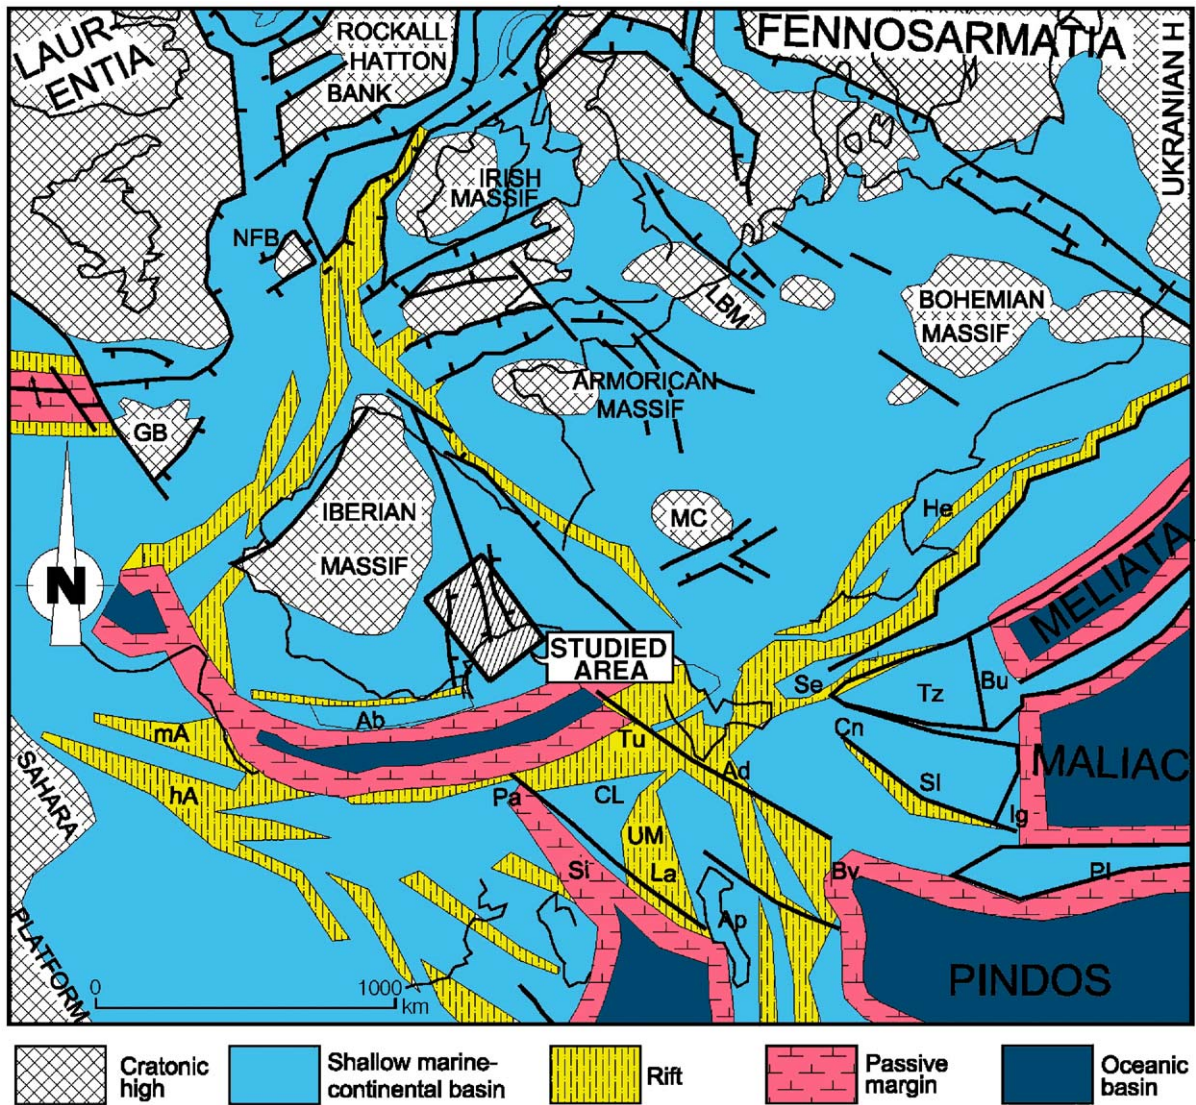 LAUR-
ENTIA
ROCKALL
HATTON
BANK
FENNOSARMATIA
UKRANIAN H
IRISH
MASSIF
NFB
LBM
BOHEMIAN
MASSIF
ARMORICAN
MASSIF
GB
IBERIAN
MASSIF
MC
He
N
MELIATA
STUDIED
AREA
Se
Tz
Bu
Ab
mA
Tu
Cn
MALIAC
SAHARA
PLATFORM
hA
Pa
CL
Ad
Sl
Ig
UM
La
Si
Bv
Pl
Ap
PINDOS
0
1000
km
Cratonic
high
Shallow marine-
continental basin
Rift
Passive
margin
Oceanic
basin